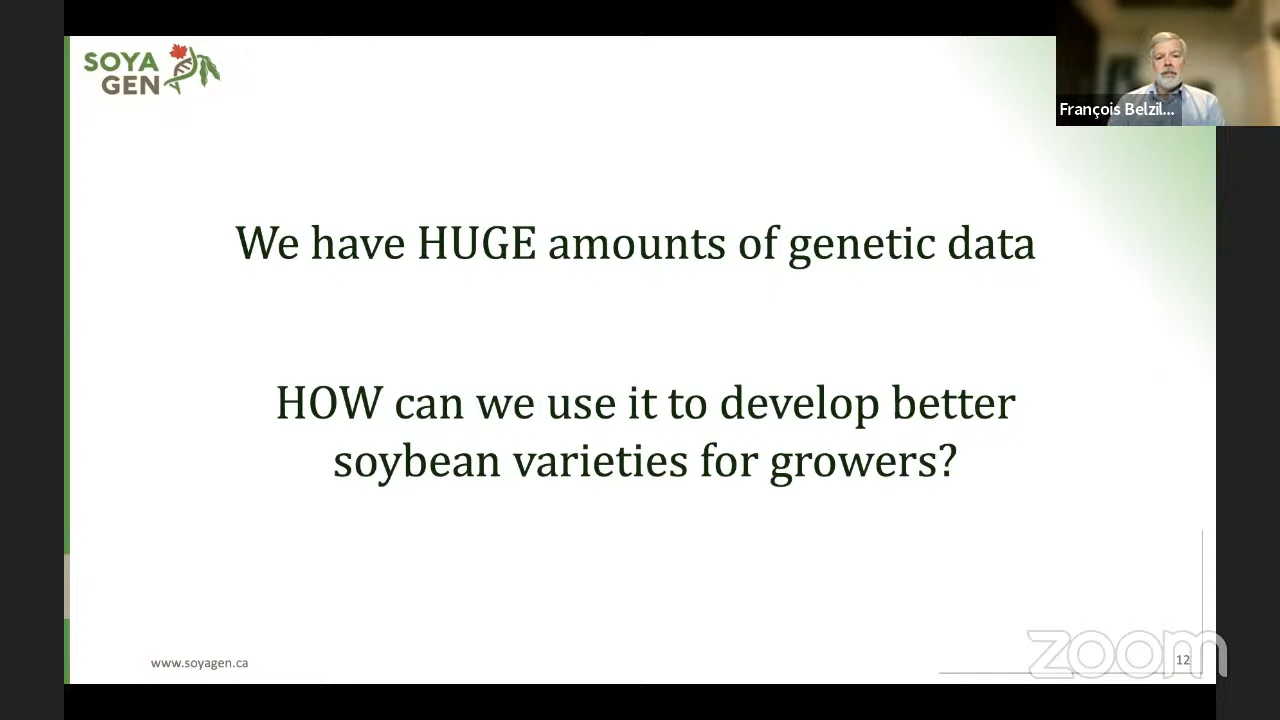 SOYA
GEN
François Belzil...
We have HUGE amounts of genetic data
HOW can we use it to develop better
soybean varieties for growers?
www.soyagen.ca
zoom
12